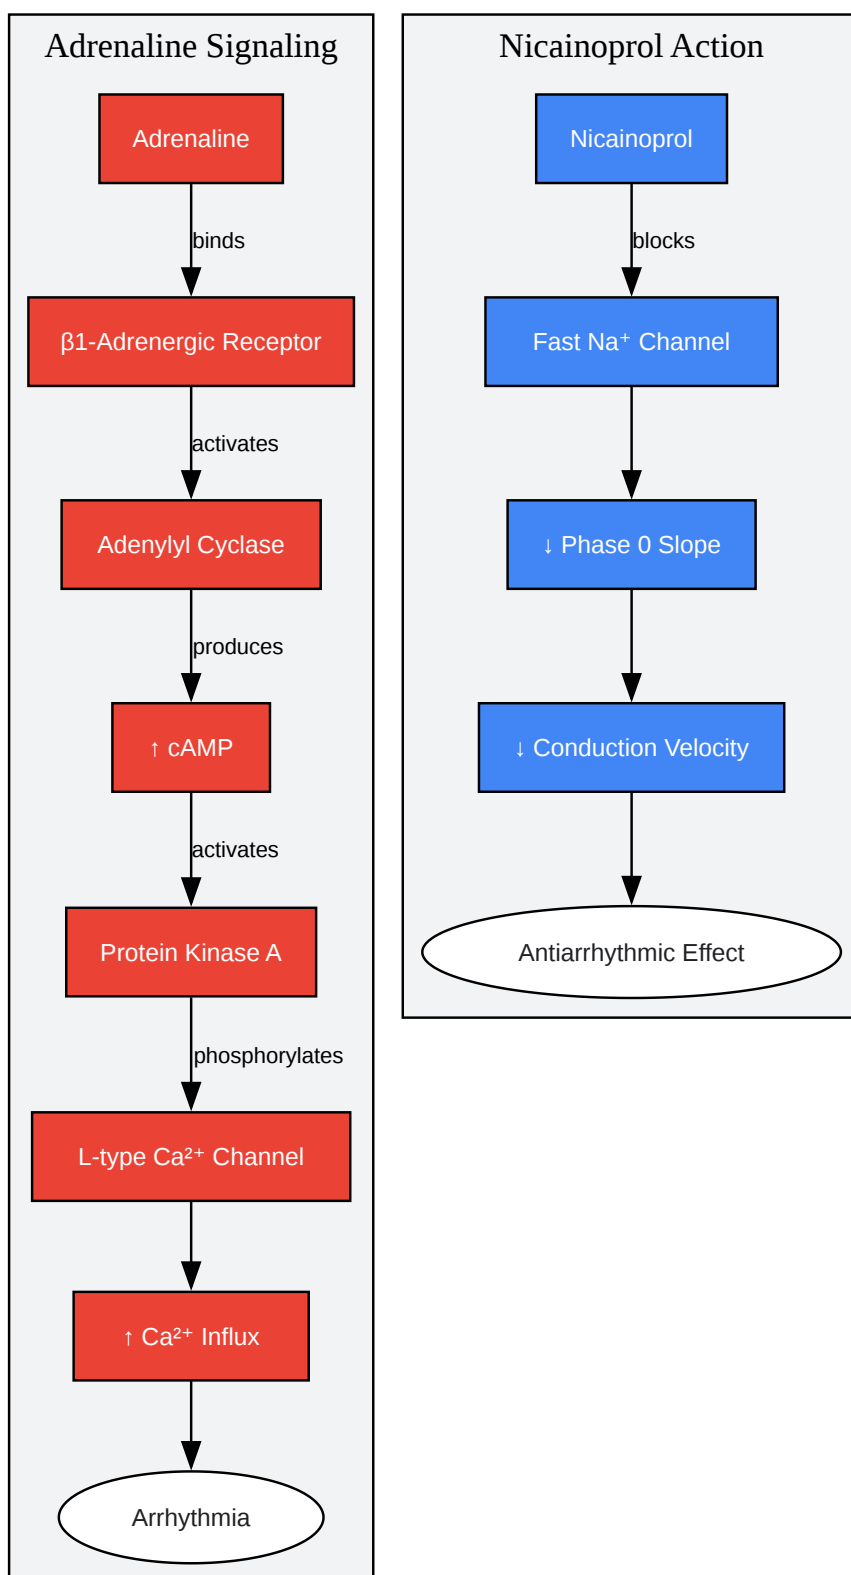 Adrenaline Signaling
Adrenaline
binds
β1-Adrenergic Receptor
activates
Adenylyl Cyclase
produces
↑ cAMP
activates
Protein Kinase A
phosphorylates
L-type Ca²⁺ Channel
↑ Ca²⁺ Influx
Arrhythmia
Nicainoprol Action
Nicainoprol
blocks
Fast Na⁺ Channel
↓ Phase 0 Slope
↓ Conduction Velocity
Antiarrhythmic Effect